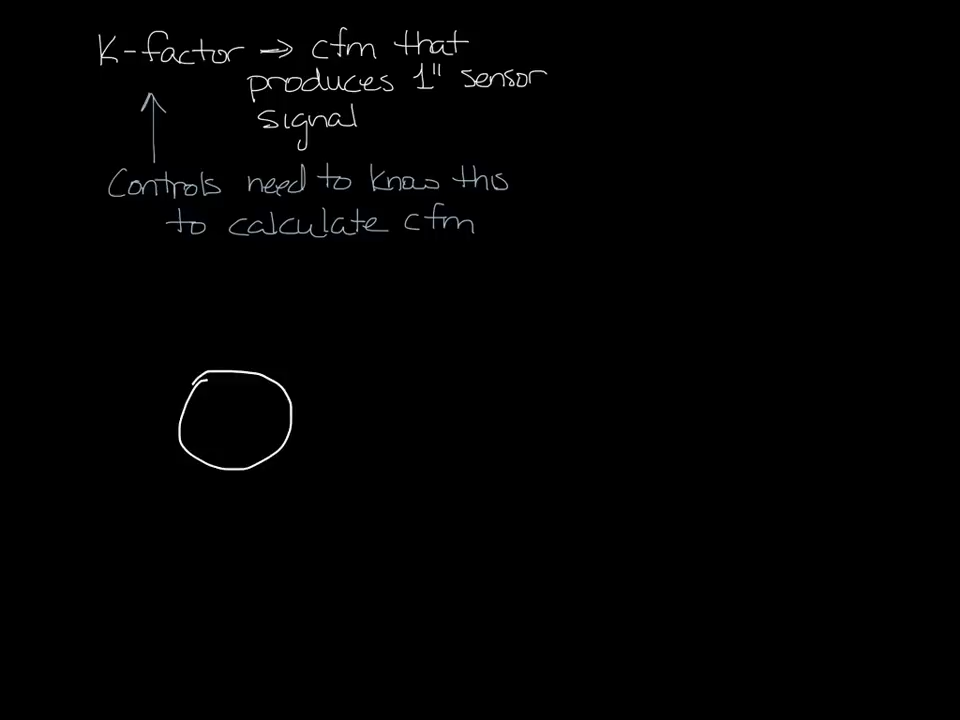 K-factor → cfm that
produces 1" sensor
signal
Controls need to know this
to calculate cfm